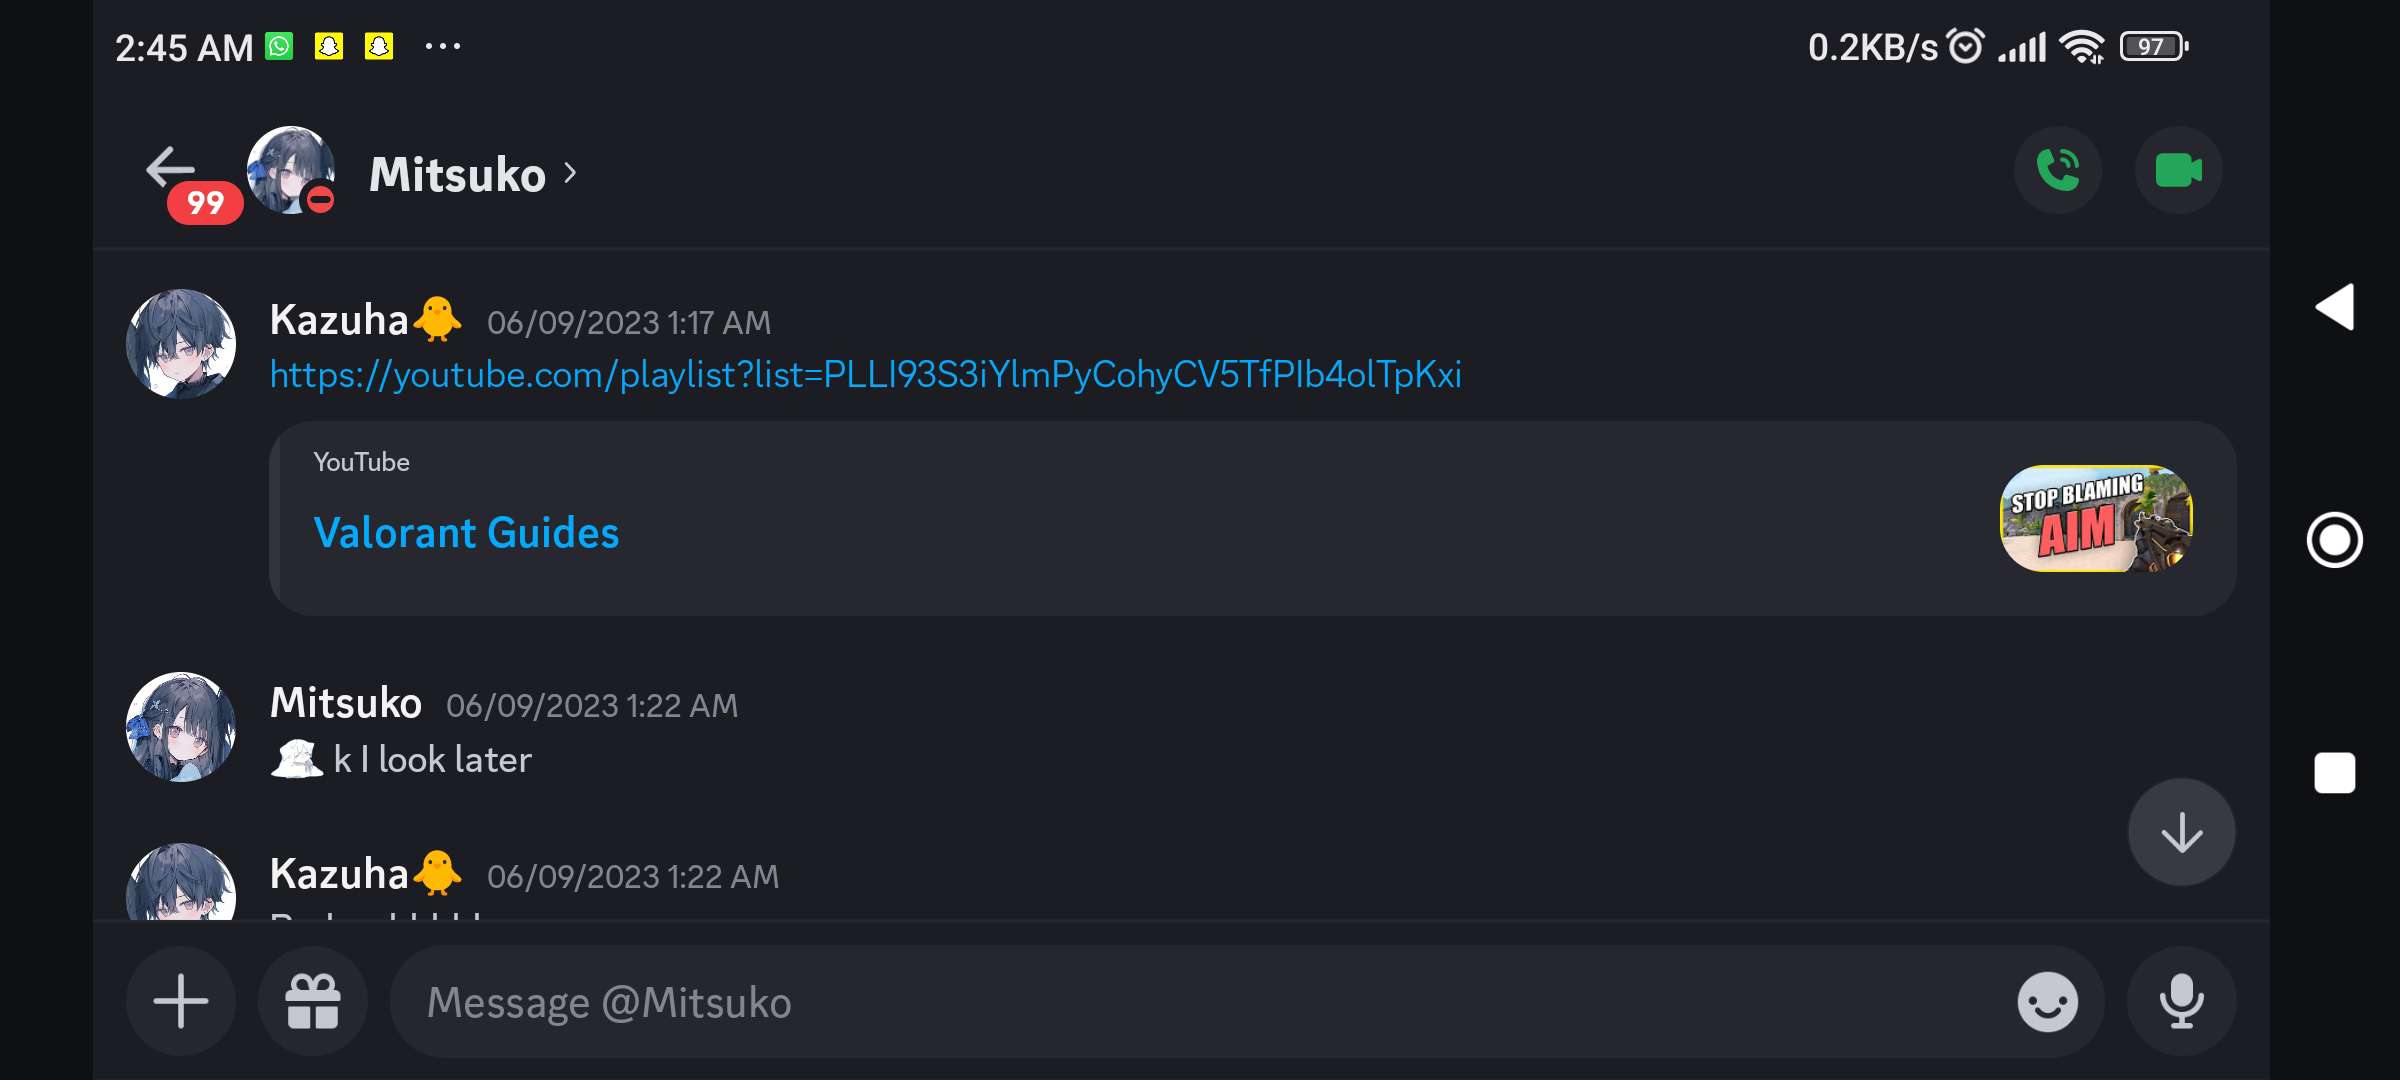 2:45 AM
0.2KB/s
97
99
Mitsuko
Kazuha🐥 06/09/2023 1:17 AM
https://youtube.com/playlist?list=PLLI93S3iYlmPyCohyCV5TfPIb4olTpKxi
YouTube
Valorant Guides
STOP BLAMING
AIM
Mitsuko 06/09/2023 1:22 AM
k I look later
Kazuha🐥 06/09/2023 1:22 AM
Message @Mitsuko